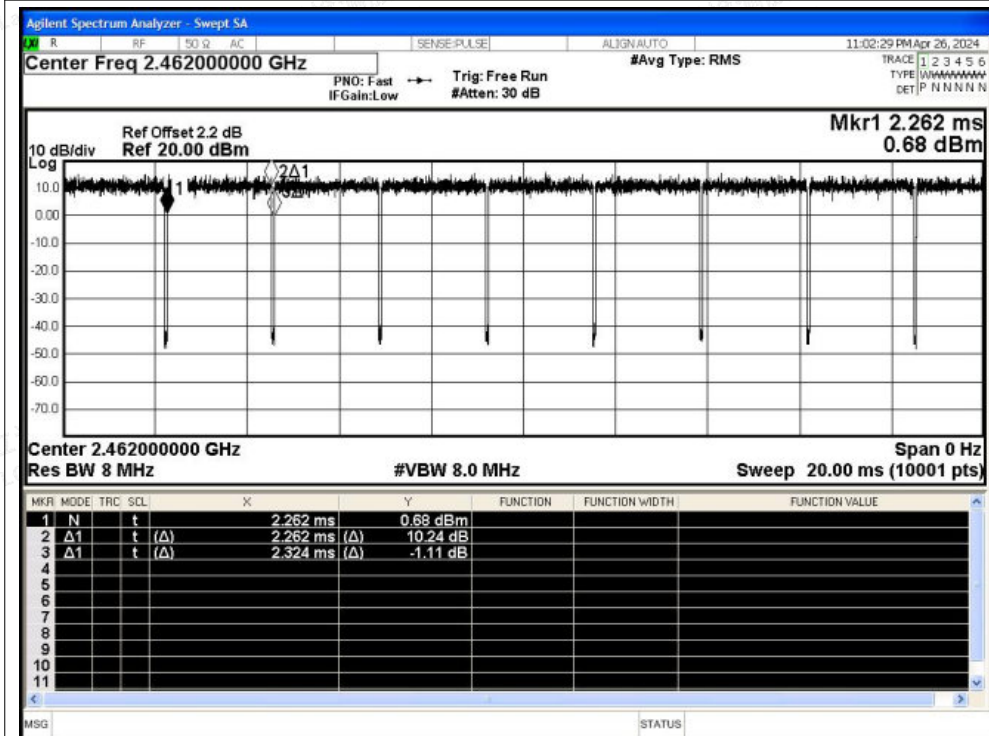 Agilent Spectrum Analyzer - Swept SA
LXI R RF 50 Ω AC SENSE:PULSE ALIGNAUTO 11:02:29 PM Apr 26, 2024
Center Freq 2.462000000 GHz #Avg Type: RMS TRACE 1 2 3 4 5 6
PNO: Fast Trig: Free Run TYPE
IFGain:Low #Atten: 30 dB DET P N N N N N
Mkr1 2.262 ms
Ref Offset 2.2 dB 0.68 dBm
10 dB/div Ref 20.00 dBm
Log
2Δ1
10.0 1
0.00
-10.0
-20.0
-30.0
-40.0
-50.0
-60.0
-70.0
Center 2.462000000 GHz Span 0 Hz
Res BW 8 MHz #VBW 8.0 MHz Sweep 20.00 ms (10001 pts)
MKR MODE TRC SCL X Y FUNCTION FUNCTION WIDTH FUNCTION VALUE
1 N t 2.262 ms 0.68 dBm
2 Δ1 t (Δ) 2.262 ms (Δ) 10.24 dB
3 Δ1 t (Δ) 2.324 ms (Δ) -1.11 dB
4
5
6
7
8
9
10
11
MSG STATUS